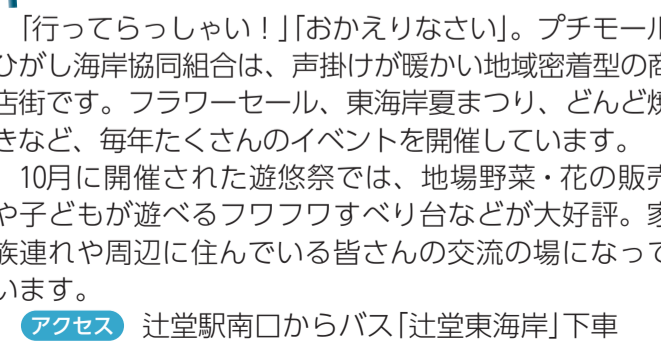 「行ってらっしゃい！」「おかえりなさい」。プチモール
ひがし海岸協同組合は、声掛けが暖かい地域密着型の商
店街です。フラワーセール、東海岸夏まつり、どんど焼
きなど、毎年たくさんのイベントを開催しています。
10月に開催された遊悠祭では、地場野菜・花の販売
や子どもが遊べるフワフワすべり台などが大好評。家
族連れや周辺に住んでいる皆さんの交流の場になって
います。
アクセス 辻堂駅南口からバス「辻堂東海岸」下車